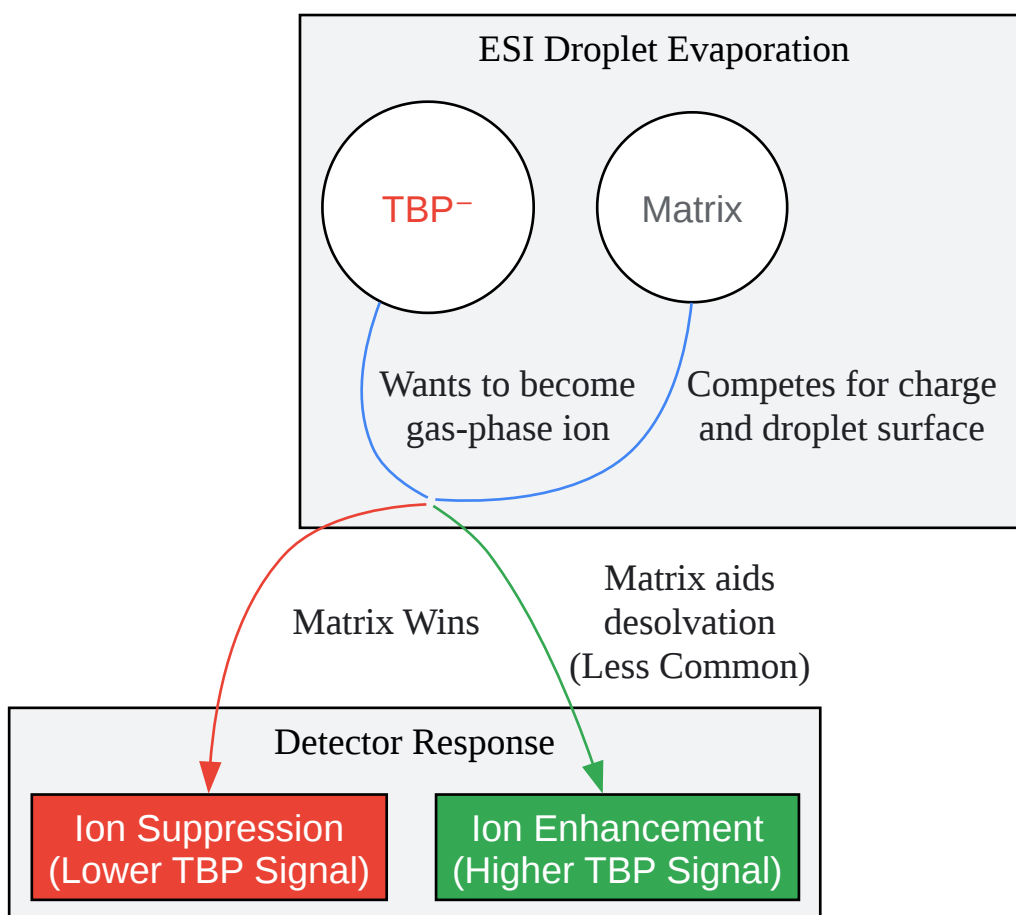 ESI Droplet Evaporation
TBP⁻
Matrix
Wants to become
gas-phase ion
Competes for charge
and droplet surface
Matrix Wins
Matrix aids
desolvation
(Less Common)
Detector Response
Ion Suppression
(Lower TBP Signal)
Ion Enhancement
(Higher TBP Signal)